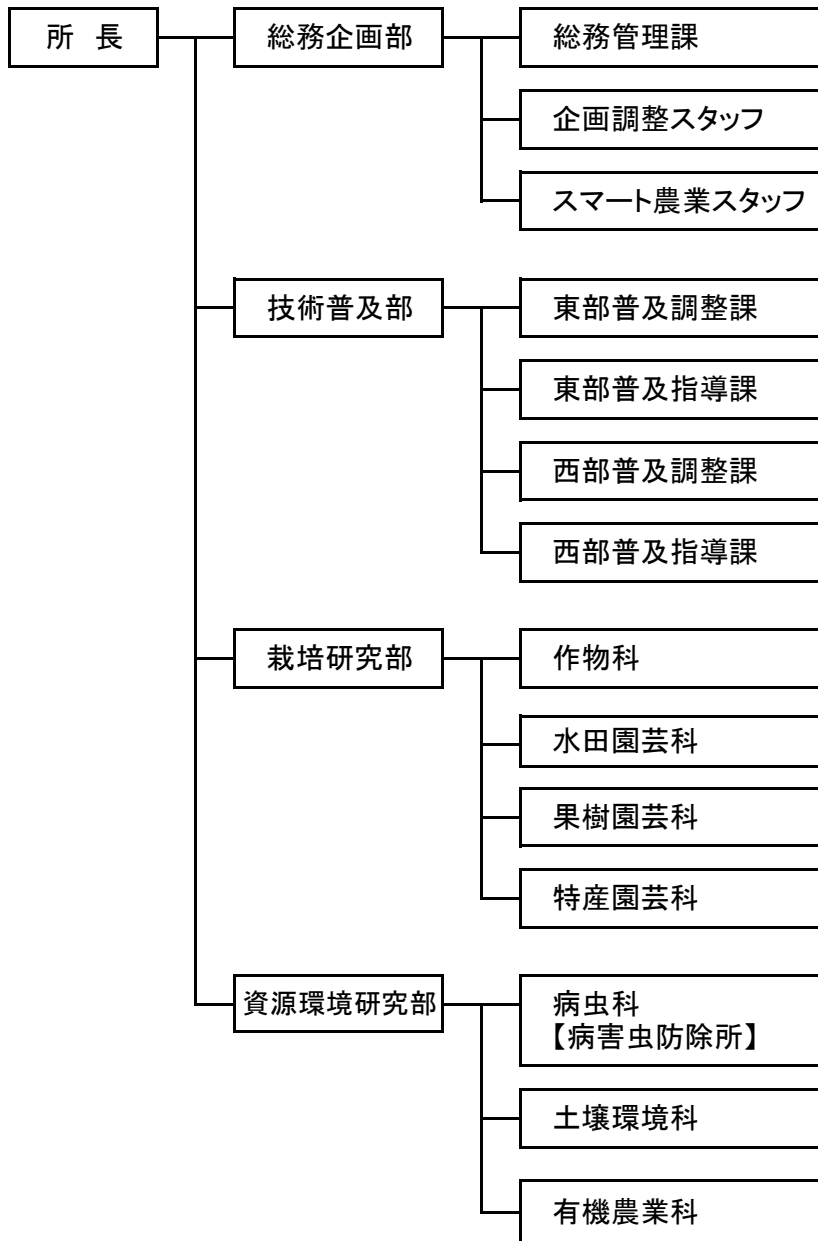 所 長
総務企画部
総務管理課
企画調整スタッフ
スマート農業スタッフ
技術普及部
東部普及調整課
東部普及指導課
西部普及調整課
西部普及指導課
栽培研究部
作物科
水田園芸科
果樹園芸科
特産園芸科
資源環境研究部
病虫科
【病害虫防除所】
土壌環境科
有機農業科